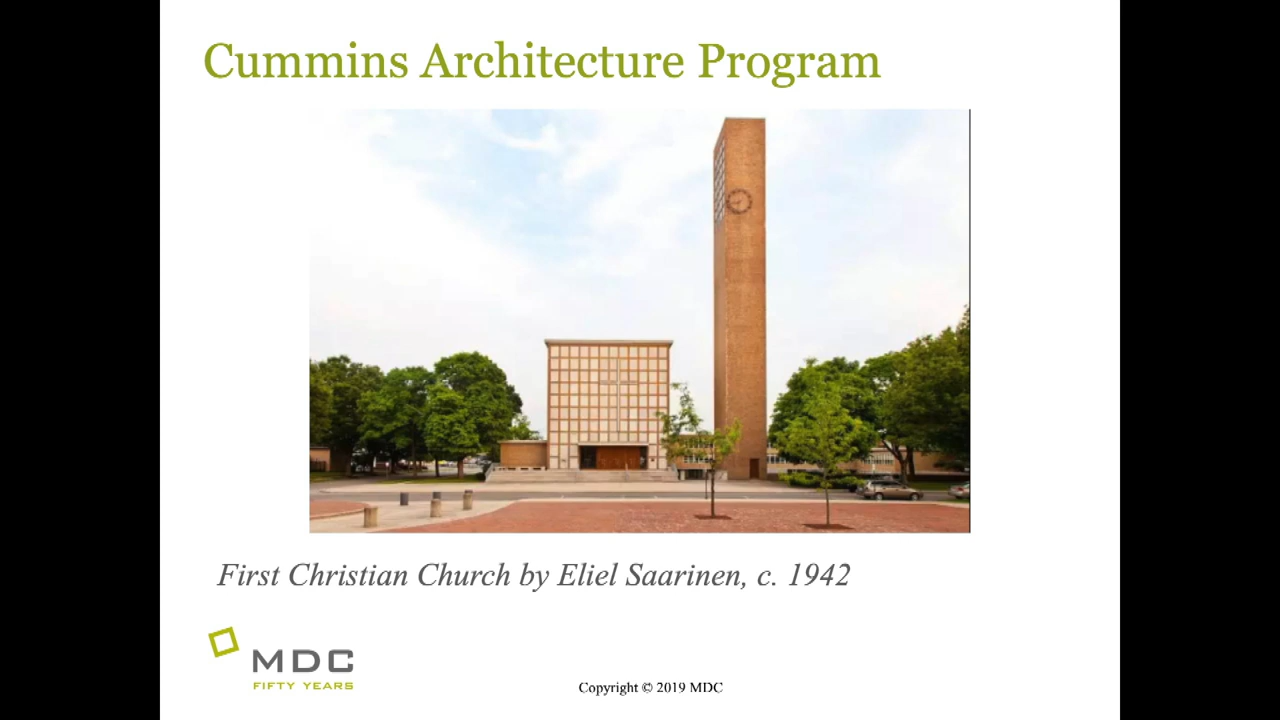 Cummins Architecture Program
First Christian Church by Eliel Saarinen, c. 1942
MDC
FIFTY YEARS
Copyright © 2019 MDC